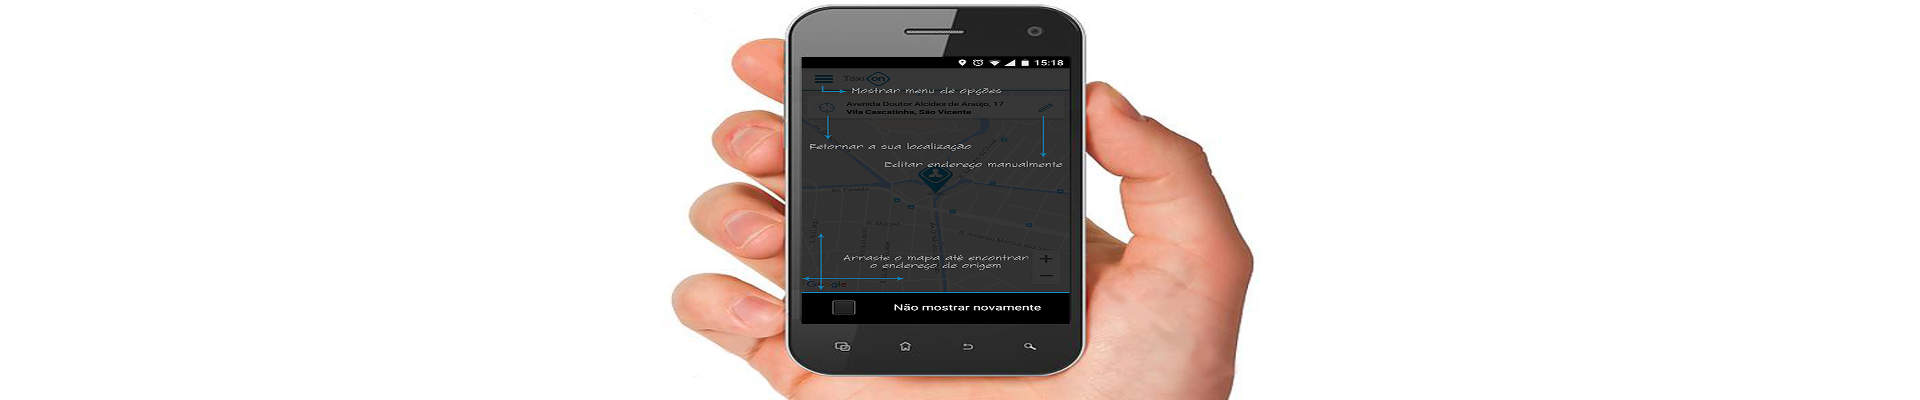 15:18
Taxi on
Mostrar menu de opções
Avenida Doutor Alcides de Araújo, 17
Vila Cascatinha, São Vicente
Retornar a sua localização
Editar endereço manualmente
Arraste o mapa até encontrar
o endereço de origem
+
−
Google
Não mostrar novamente